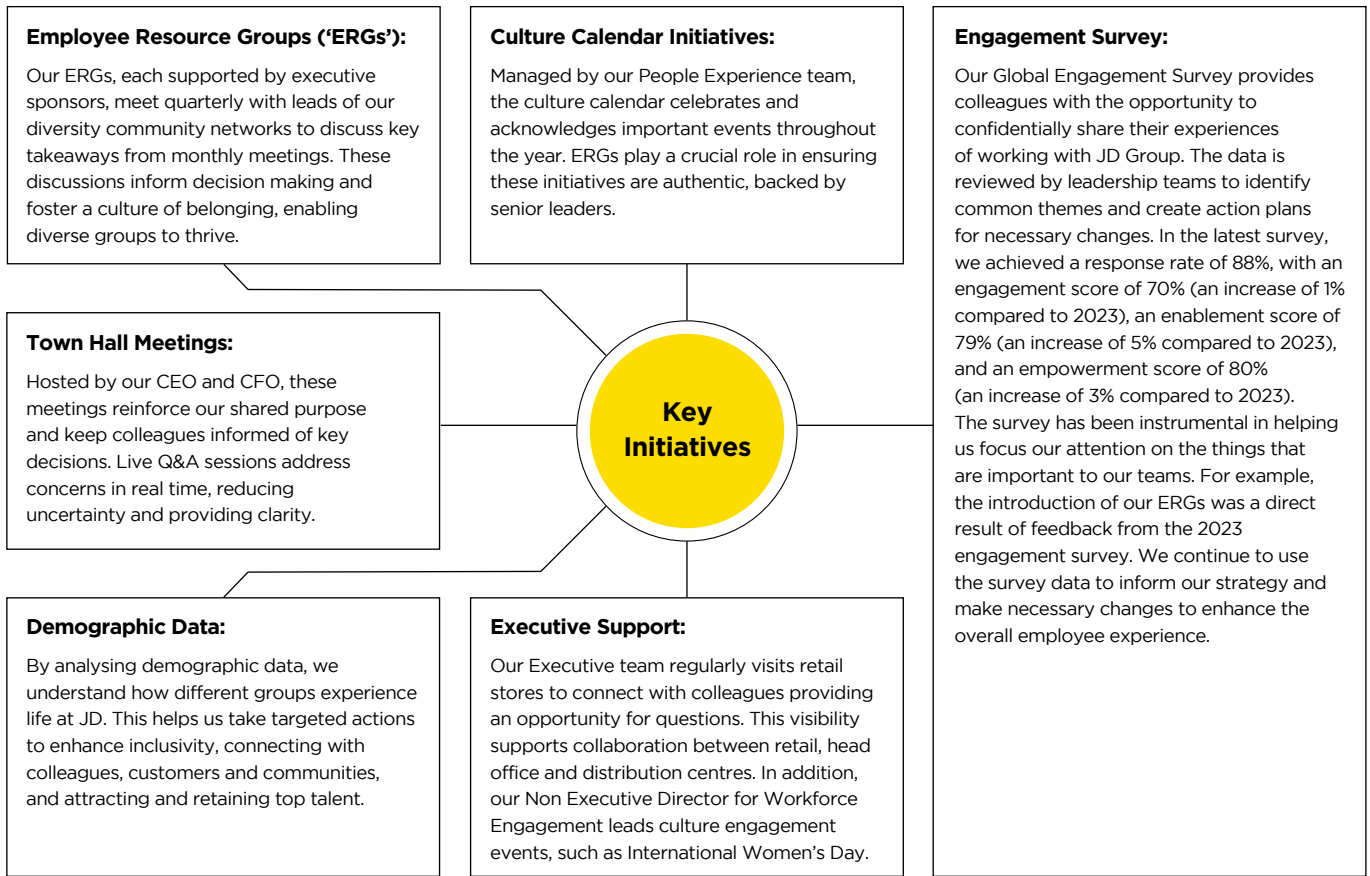 Employee Resource Groups (‘ERGs’):
Our ERGs, each supported by executive
sponsors, meet quarterly with leads of our
diversity community networks to discuss key
takeaways from monthly meetings. These
discussions inform decision making and
foster a culture of belonging, enabling
diverse groups to thrive.
Culture Calendar Initiatives:
Managed by our People Experience team,
the culture calendar celebrates and
acknowledges important events throughout
the year. ERGs play a crucial role in ensuring
these initiatives are authentic, backed by
senior leaders.
Engagement Survey:
Our Global Engagement Survey provides
colleagues with the opportunity to
confidentially share their experiences
of working with JD Group. The data is
reviewed by leadership teams to identify
common themes and create action plans
for necessary changes. In the latest survey,
we achieved a response rate of 88%, with an
engagement score of 70% (an increase of 1%
compared to 2023), an enablement score of
79% (an increase of 5% compared to 2023),
and an empowerment score of 80%
(an increase of 3% compared to 2023).
The survey has been instrumental in helping
us focus our attention on the things that
are important to our teams. For example,
the introduction of our ERGs was a direct
result of feedback from the 2023
engagement survey. We continue to use
the survey data to inform our strategy and
make necessary changes to enhance the
overall employee experience.
Town Hall Meetings:
Hosted by our CEO and CFO, these
meetings reinforce our shared purpose
and keep colleagues informed of key
decisions. Live Q&A sessions address
concerns in real time, reducing
uncertainty and providing clarity.
Key
Initiatives
Demographic Data:
By analysing demographic data, we
understand how different groups experience
life at JD. This helps us take targeted actions
to enhance inclusivity, connecting with
colleagues, customers and communities,
and attracting and retaining top talent.
Executive Support:
Our Executive team regularly visits retail
stores to connect with colleagues providing
an opportunity for questions. This visibility
supports collaboration between retail, head
office and distribution centres. In addition,
our Non Executive Director for Workforce
Engagement leads culture engagement
events, such as International Women’s Day.